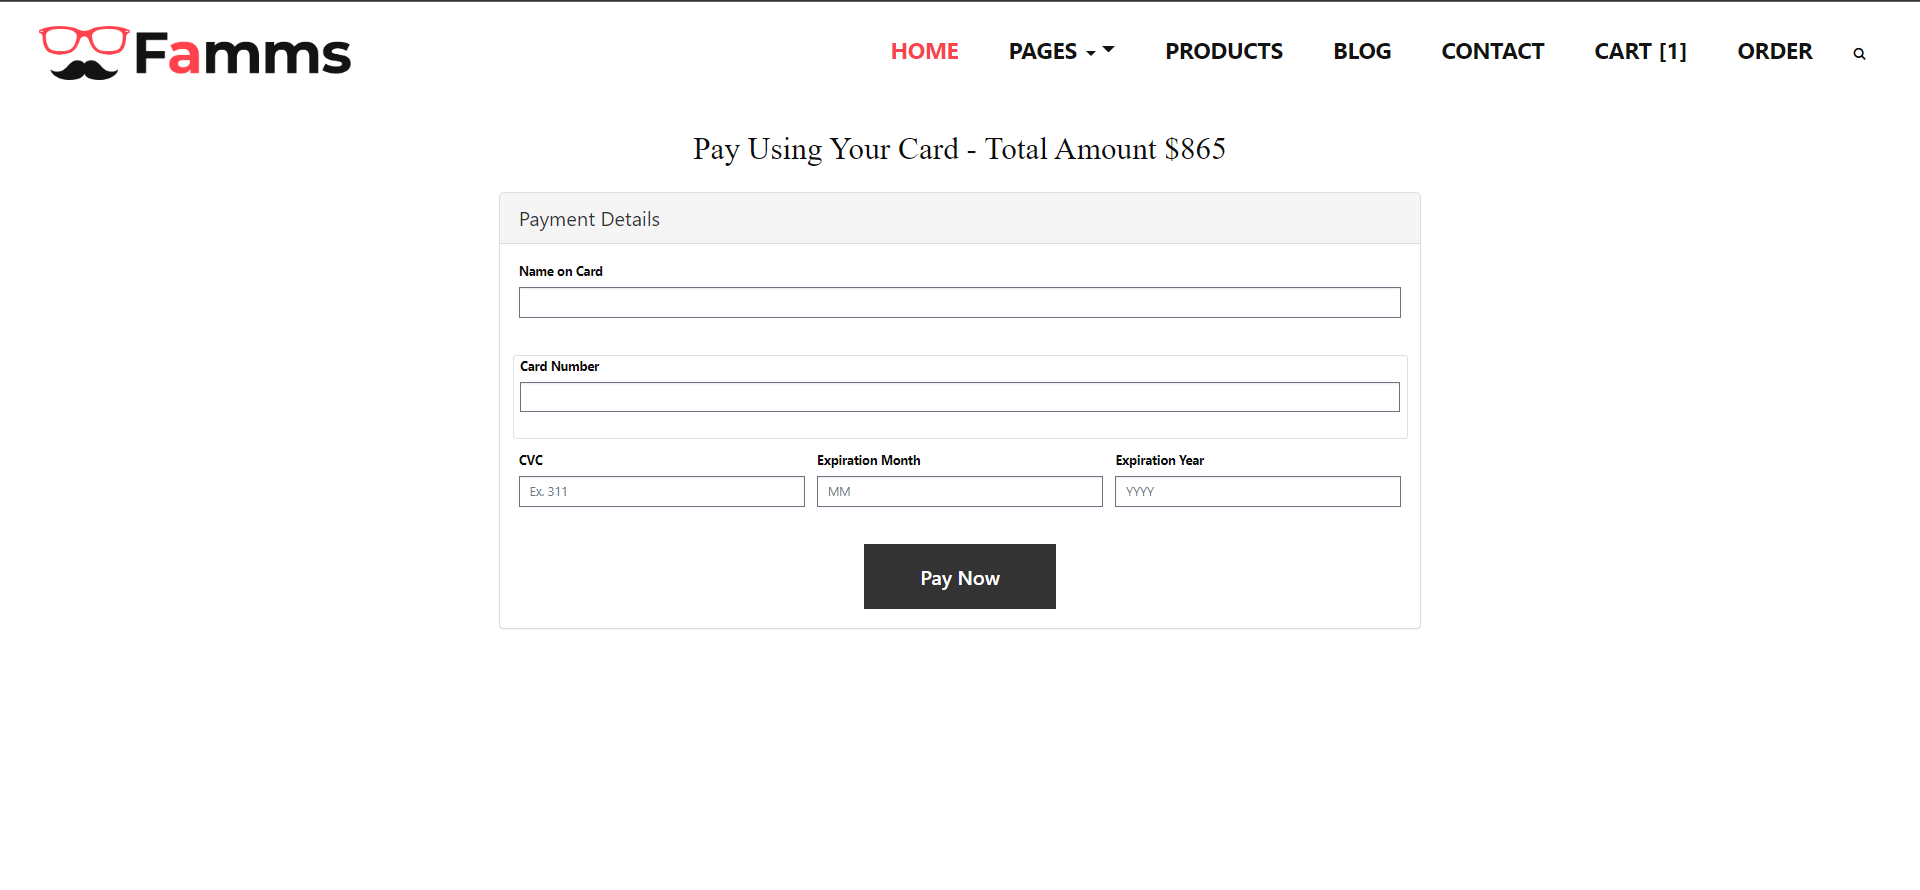 Famms
HOME PAGES PRODUCTS BLOG CONTACT CART [1] ORDER
Pay Using Your Card - Total Amount $865
Payment Details
Name on Card
Card Number
CVC Expiration Month Expiration Year
Ex. 311 MM YYYY
Pay Now